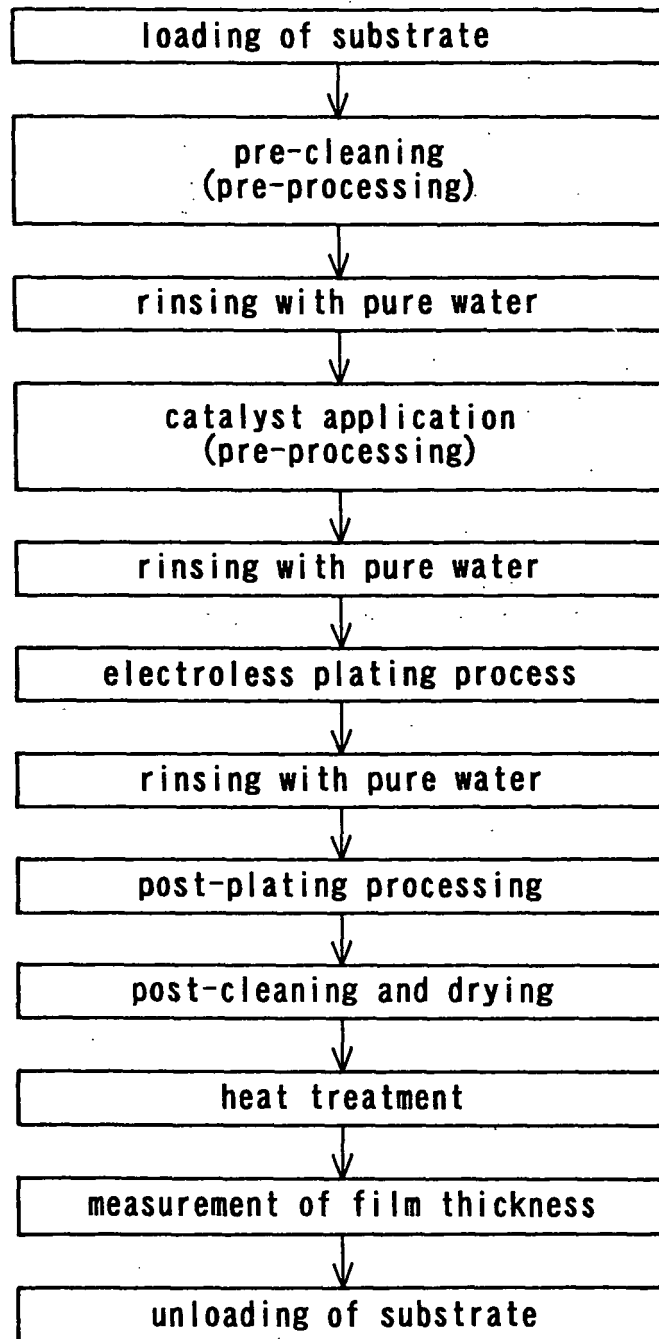 loading of substrate
pre-cleaning
(pre-processing)
rinsing with pure water
catalyst application
(pre-processing)
rinsing with pure water
electroless plating process
rinsing with pure water
post-plating processing
post-cleaning and drying
heat treatment
measurement of film thickness
unloading of substrate